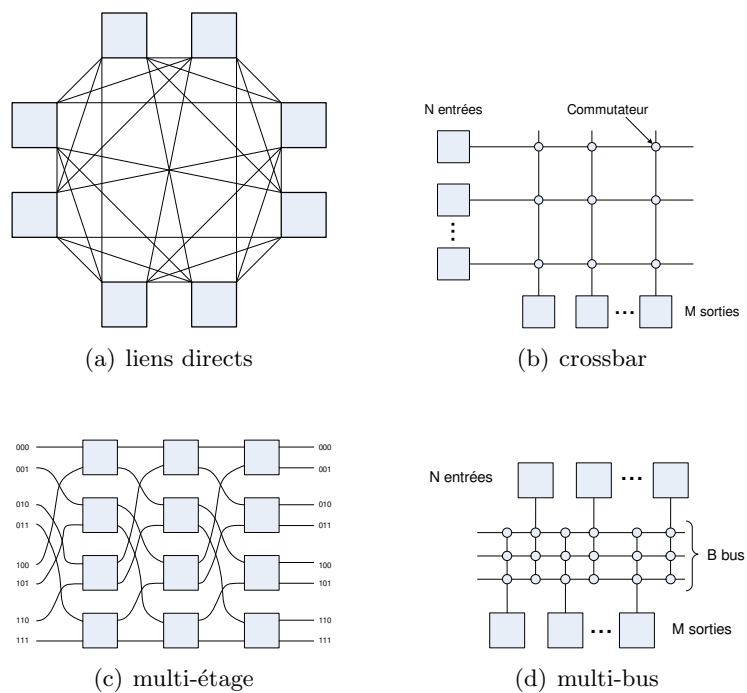 N entrées
Commutateur
M sorties
(a) liens directs
(b) crossbar
000
001
010
011
100
101
110
111
000
001
010
011
100
101
110
111
N entrées
B bus
M sorties
(c) multi-étage
(d) multi-bus